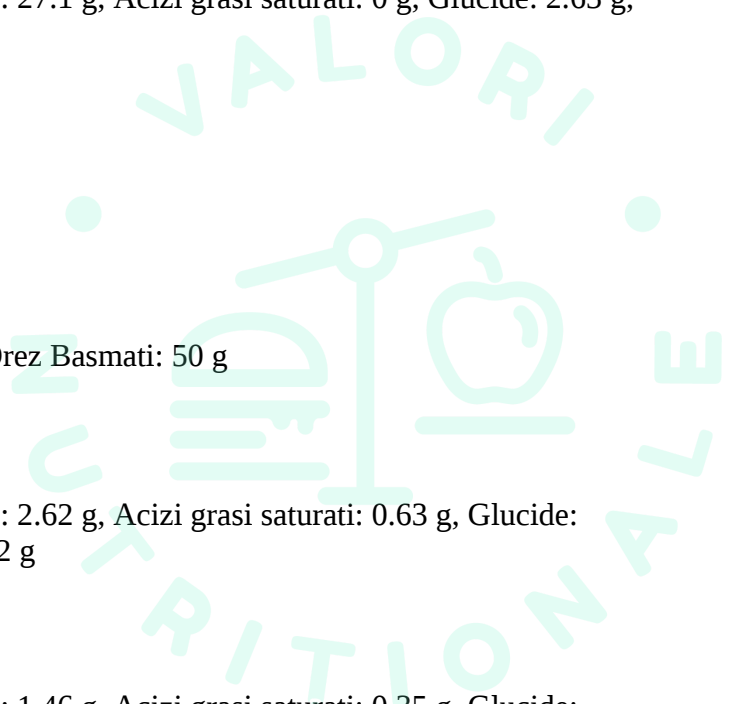 : 27.1 g, Acizi grasi saturati: 0 g, Glucide: 2.63 g,
VALORI
Orez Basmati: 50 g
NUTRITIONALE
: 2.62 g, Acizi grasi saturati: 0.63 g, Glucide:
2 g
: 1.46 g, Acizi grasi saturati: 0.35 g, Glucide: